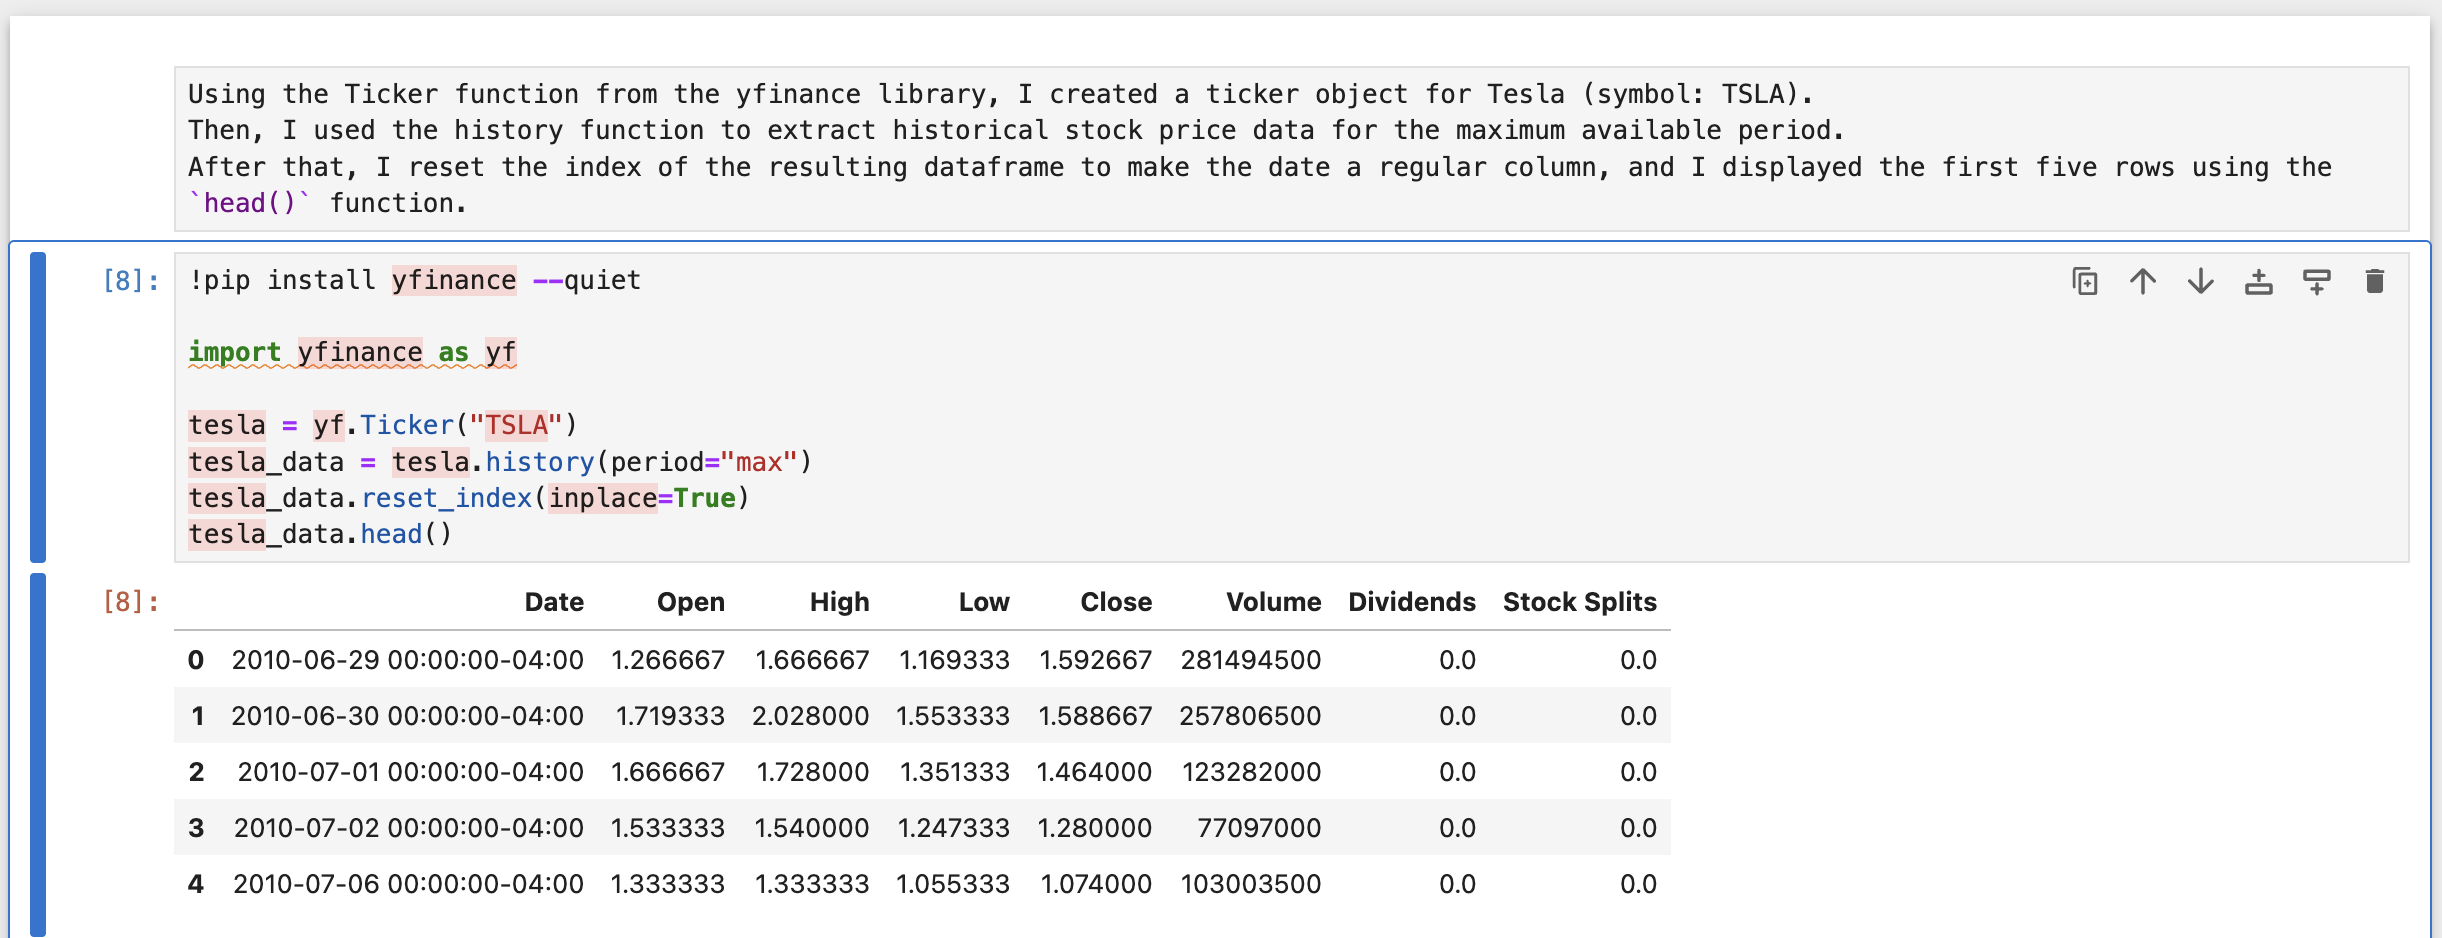 Using the Ticker function from the yfinance library, I created a ticker object for Tesla (symbol: TSLA).
Then, I used the history function to extract historical stock price data for the maximum available period.
After that, I reset the index of the resulting dataframe to make the date a regular column, and I displayed the first five rows using the
`head()` function.
[8]: !pip install yfinance --quiet
import yfinance as yf
tesla = yf.Ticker("TSLA")
tesla_data = tesla.history(period="max")
tesla_data.reset_index(inplace=True)
tesla_data.head()
[8]: Date Open High Low Close Volume Dividends Stock Splits
0 2010-06-29 00:00:00-04:00 1.266667 1.666667 1.169333 1.592667 281494500 0.0 0.0
1 2010-06-30 00:00:00-04:00 1.719333 2.028000 1.553333 1.588667 257806500 0.0 0.0
2 2010-07-01 00:00:00-04:00 1.666667 1.728000 1.351333 1.464000 123282000 0.0 0.0
3 2010-07-02 00:00:00-04:00 1.533333 1.540000 1.247333 1.280000 77097000 0.0 0.0
4 2010-07-06 00:00:00-04:00 1.333333 1.333333 1.055333 1.074000 103003500 0.0 0.0